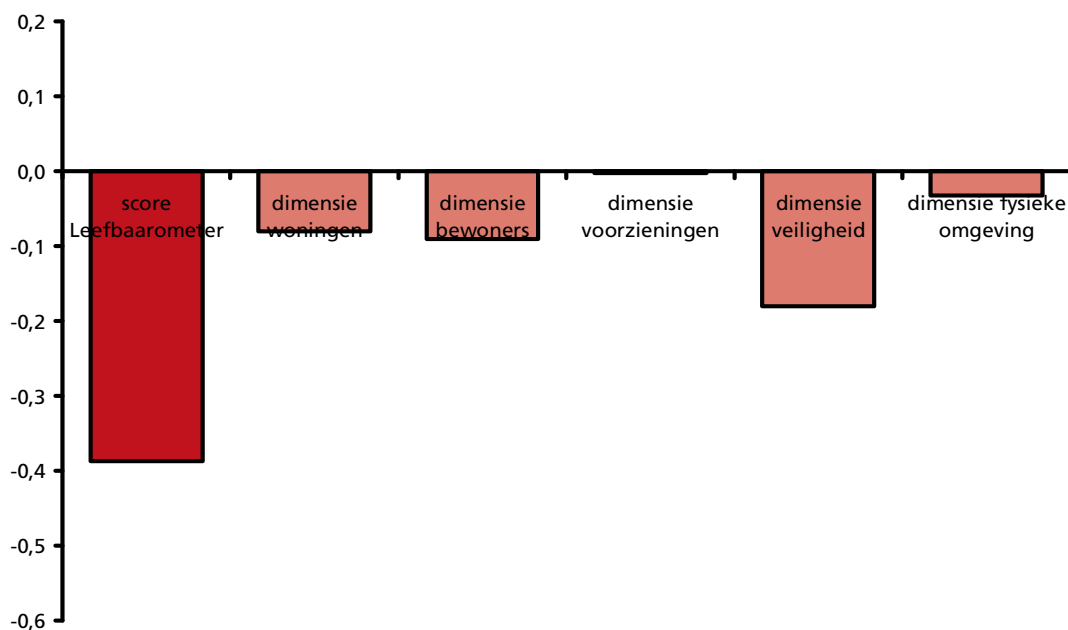 0,2
0,1
0,0
-0,1
-0,2
-0,3
-0,4
-0,5
-0,6
score
Leefbaarometer
dimensie
woningen
dimensie
bewoners
dimensie
voorzieningen
dimensie
veiligheid
dimensie fysieke
omgeving